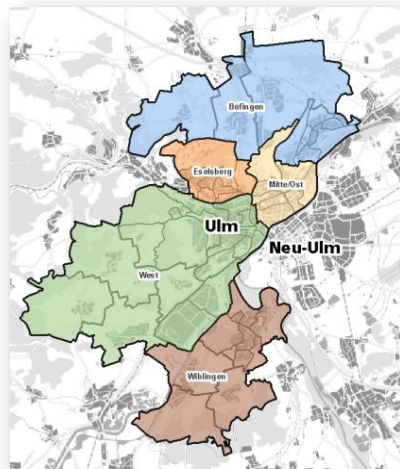 Böfingen
Eselsberg
Mitte/Ost
Ulm
Neu-Ulm
West
Wiblingen